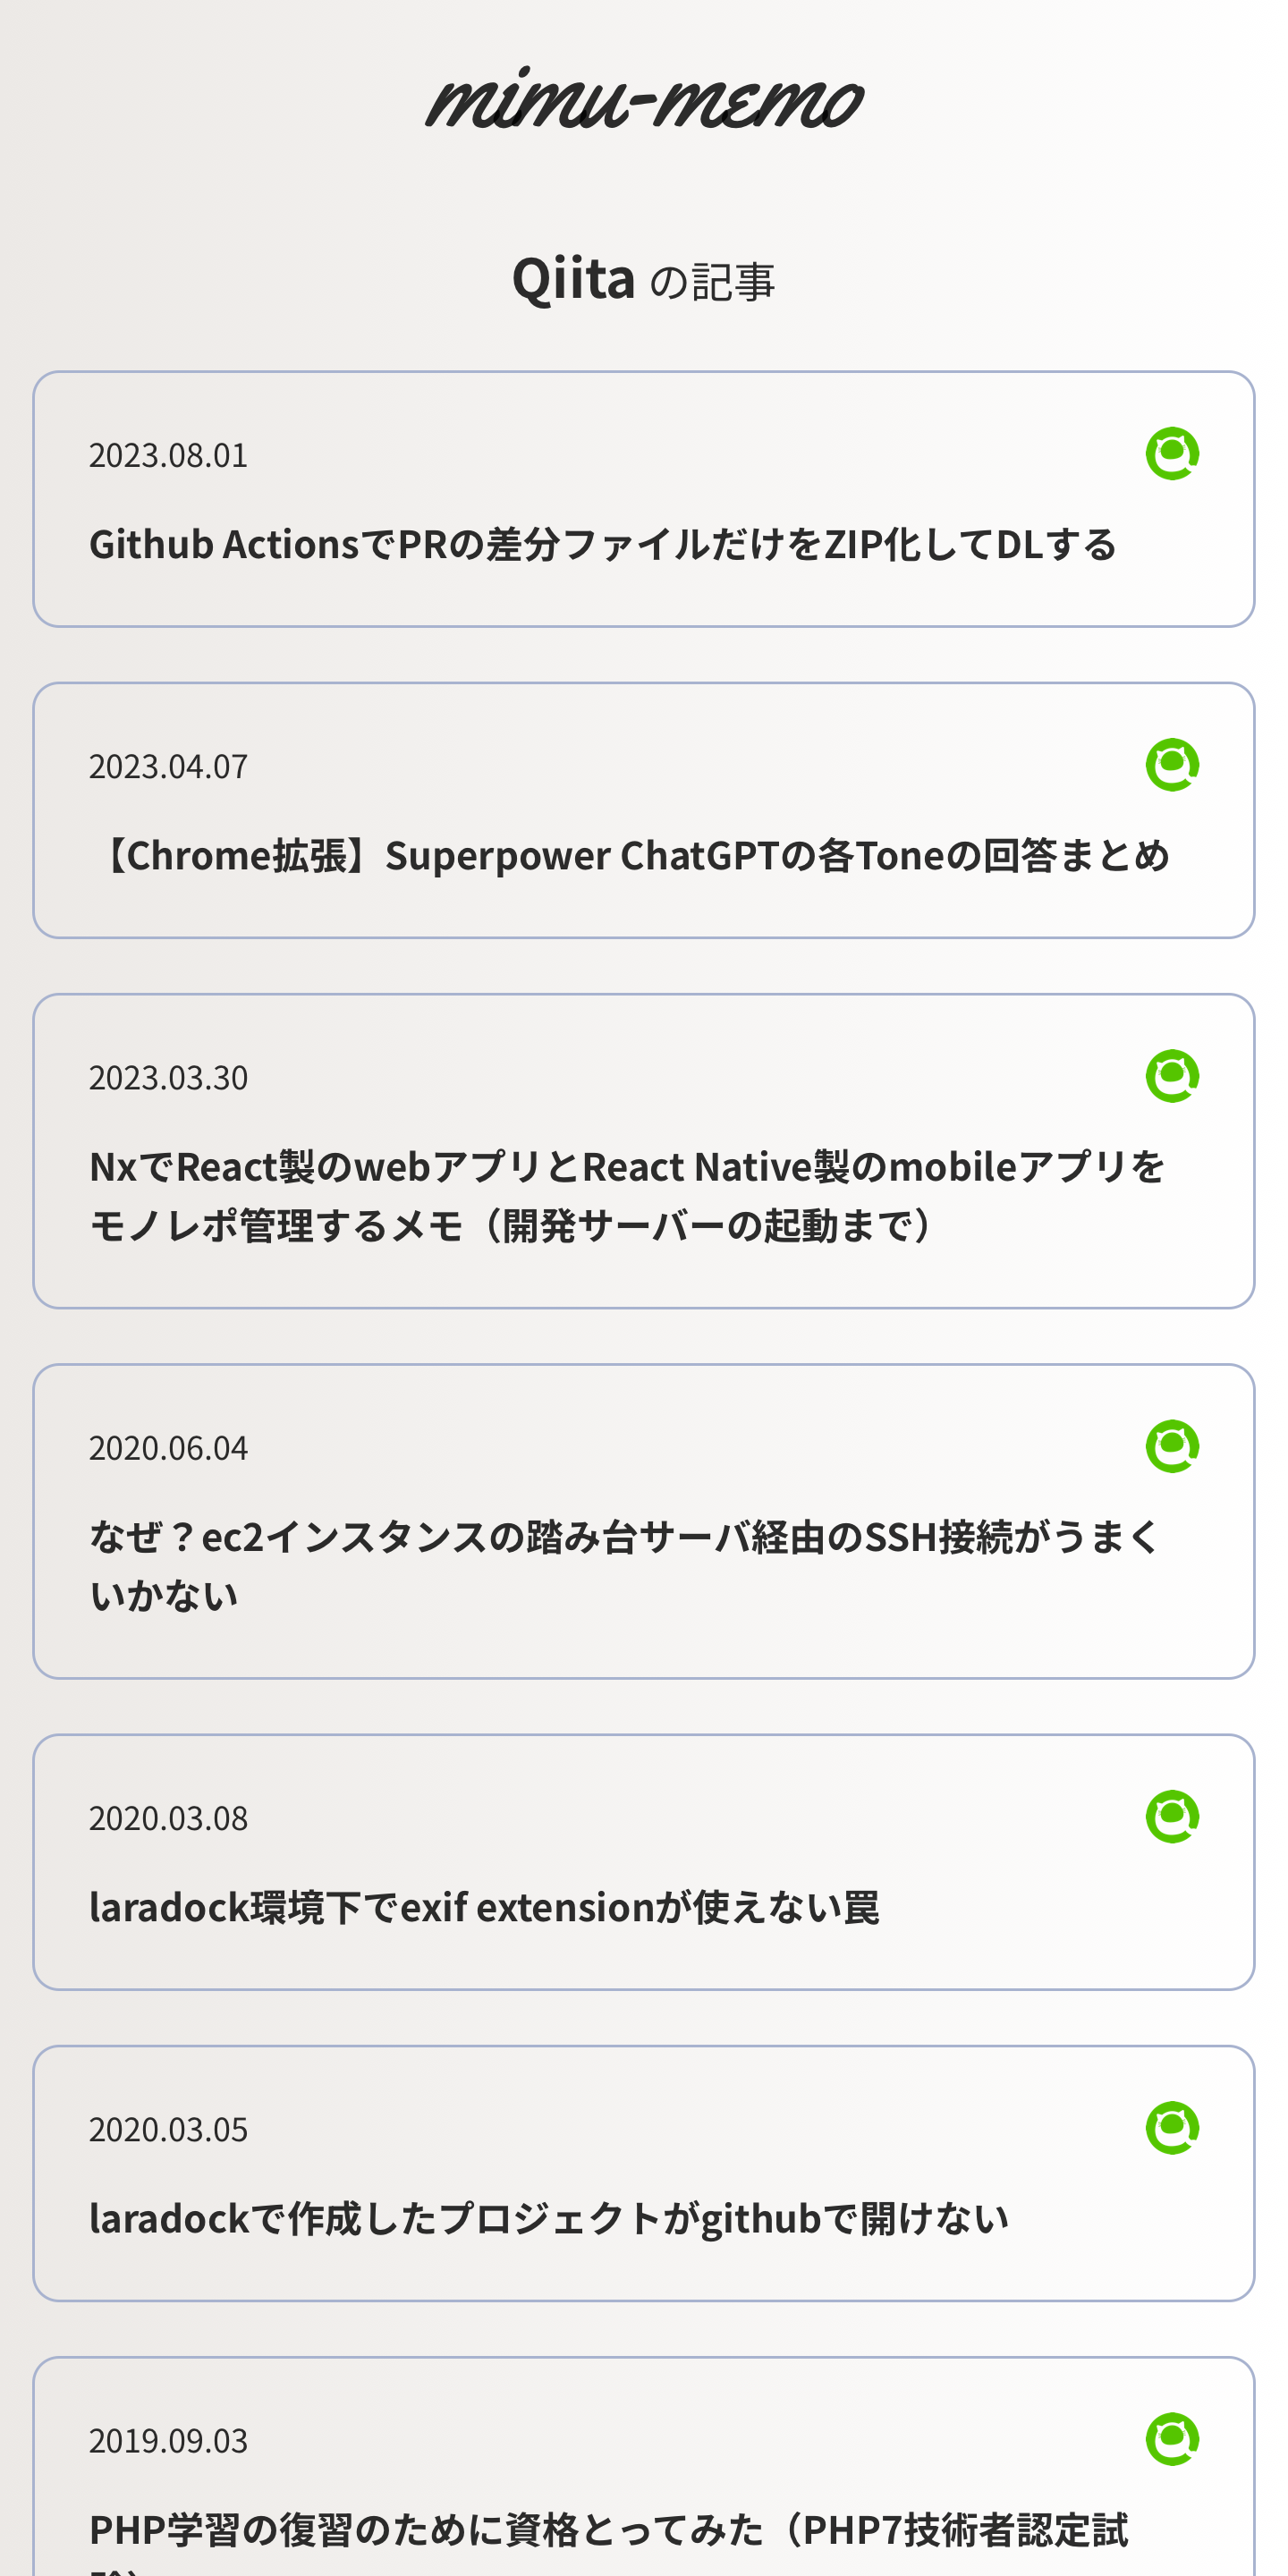 mimu-memo
Qiita の記事
2023.08.01
Github ActionsでPRの差分ファイルだけをZIP化してDLする
2023.04.07
【Chrome拡張】Superpower ChatGPTの各Toneの回答まとめ
2023.03.30
NxでReact製のwebアプリとReact Native製のmobileアプリを
モノレポ管理するメモ（開発サーバーの起動まで）
2020.06.04
なぜ？ec2インスタンスの踏み台サーバ経由のSSH接続がうまく
いかない
2020.03.08
laradock環境下でexif extensionが使えない罠
2020.03.05
laradockで作成したプロジェクトがgithubで開けない
2019.09.03
PHP学習の復習のために資格とってみた（PHP7技術者認定試